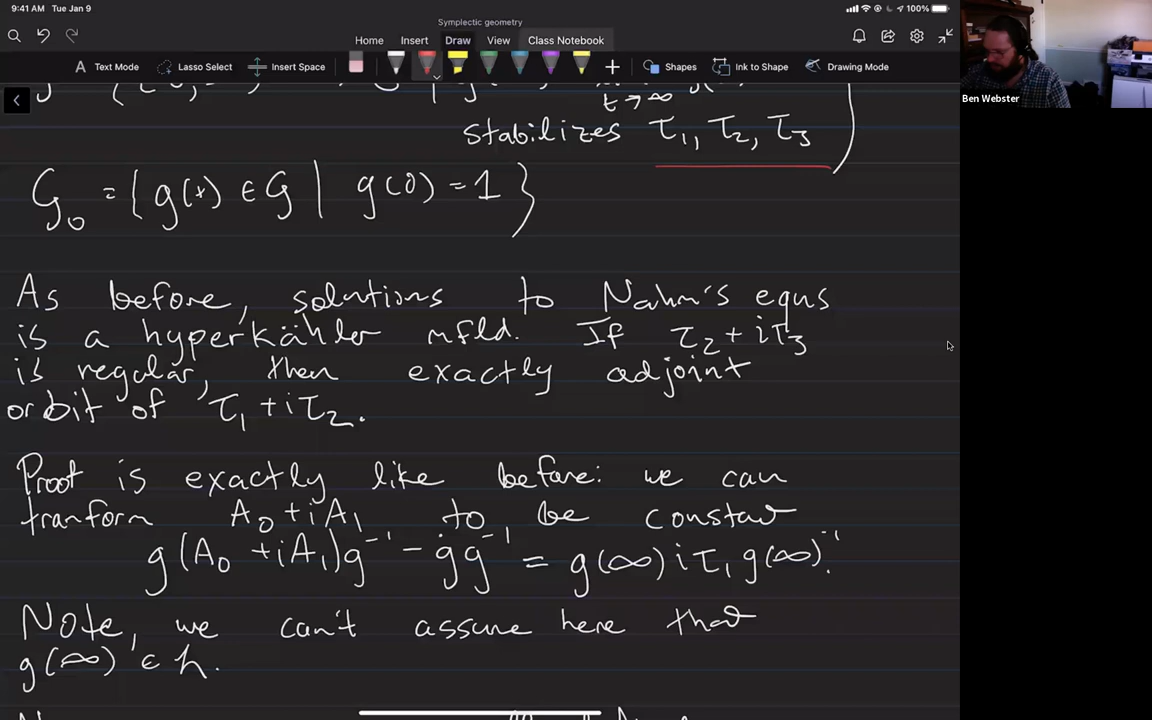 9:41 AM Tue Jan 9
100%
Symplectic geometry
Home Insert Draw View Class Notebook
Text Mode Lasso Select Insert Space Shapes Ink to Shape Drawing Mode
Ben Webster
t→∞
stabilizes τ₁, τ₂, τ₃
G₀ = { g(t) ∈ G | g(0) = 1 }
As before, solutions to Nahm's eqns
is a hyperkähler mfld. If τ₂ + iτ₃
is regular, then exactly adjoint
orbit of τ₁ + iτ₂.
Proof is exactly like before: we can
tranform A₀ + iA₁ to be constant
g(A₀ + iA₁)g⁻¹ − ġg⁻¹ = g(∞) iτ₁ g(∞)⁻¹.
Note, we can't assume here that
g(∞) ∈ h.